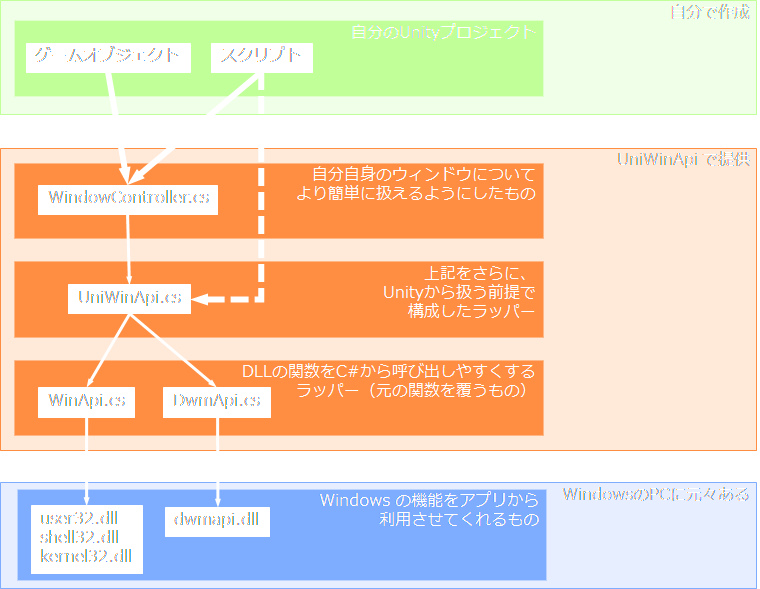 自分で作成
自分のUnityプロジェクト
ゲームオブジェクト
スクリプト
UniWinApiで提供
自分自身のウィンドウについて
より簡単に扱えるようにしたもの
WindowController.cs
上記をさらに、
Unityから扱う前提で
構成したラッパー
UniWinApi.cs
DLLの関数をC#から呼び出しやすくする
ラッパー（元の関数を覆うもの）
WinApi.cs
DwmApi.cs
WindowsのPCに元々ある
Windows の機能をアプリから
利用させてくれるもの
user32.dll
shell32.dll
kernel32.dll
dwmapi.dll